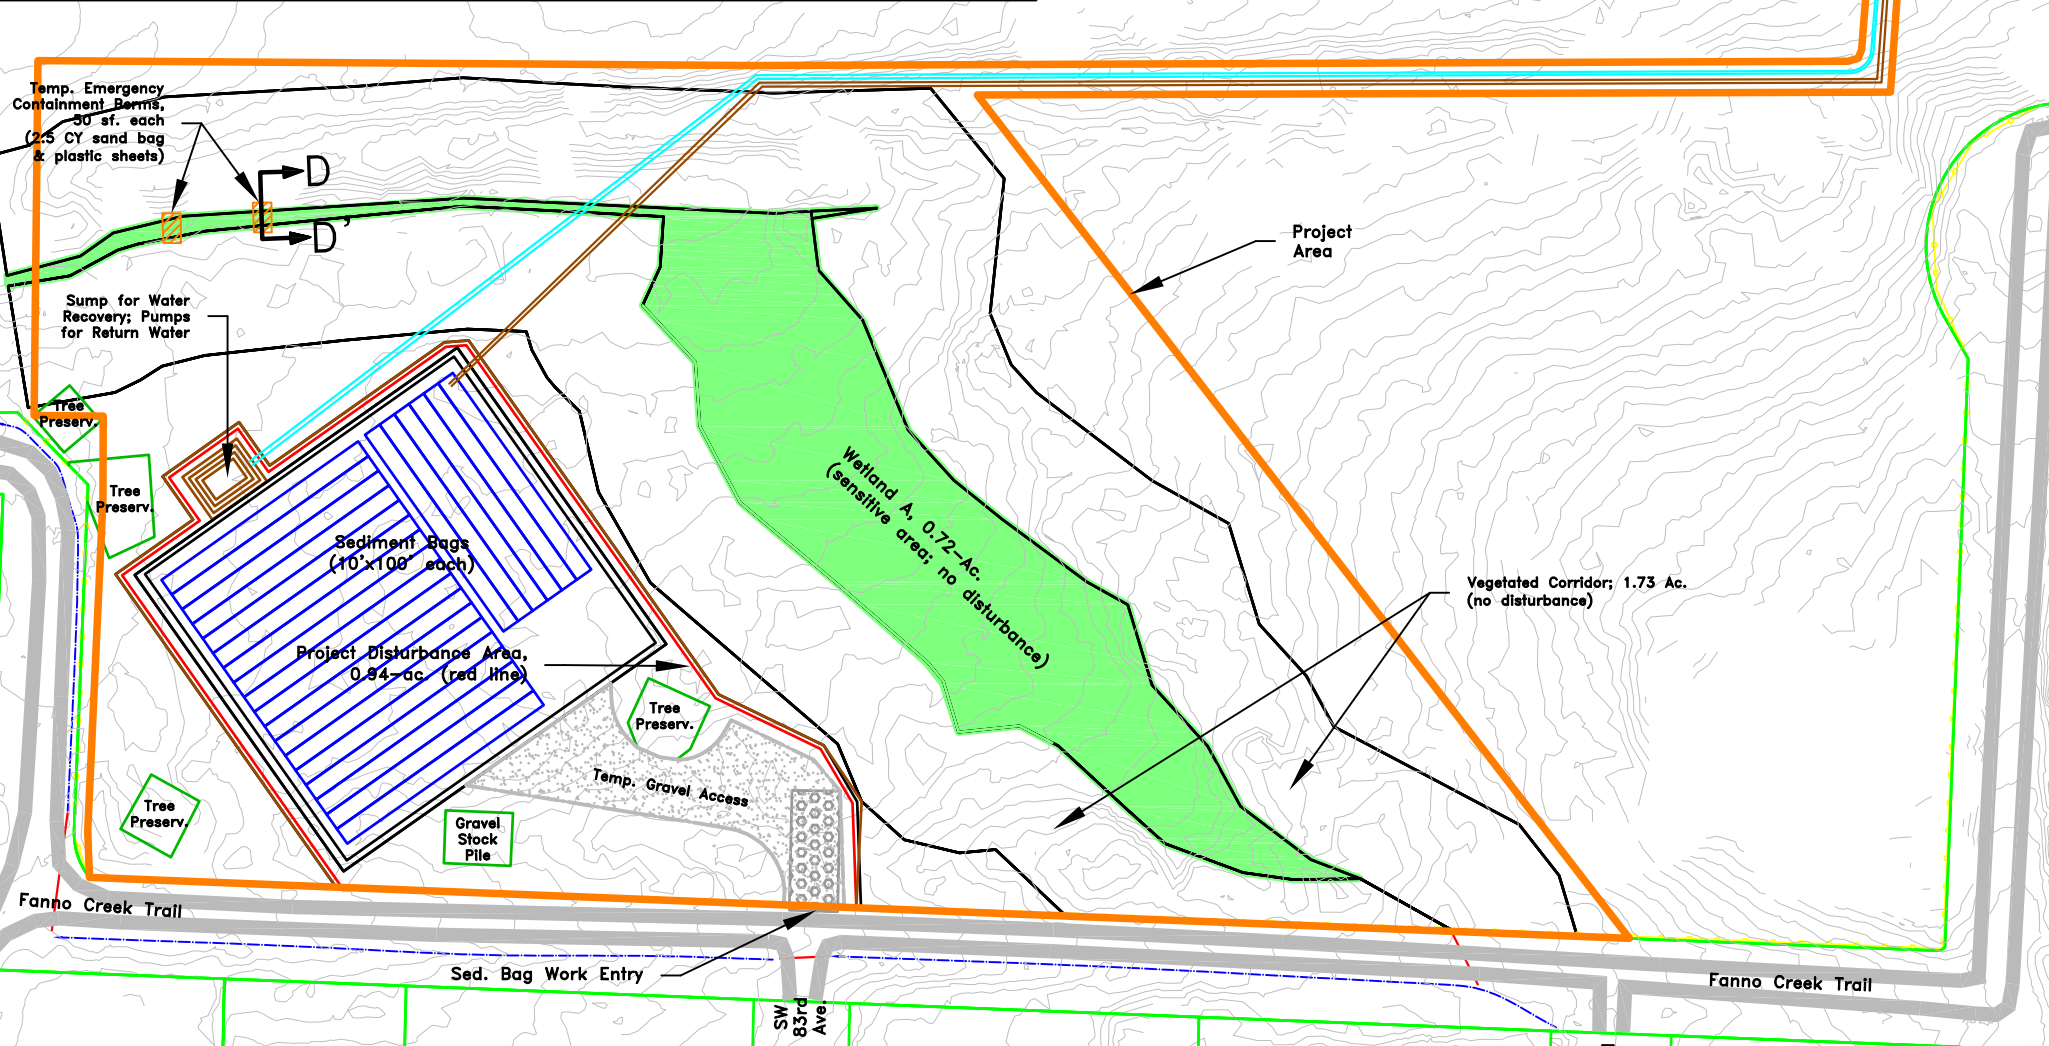 Temp. Emergency
Containment Berms,
50 sf. each
(2.5 CY sand bag
& plastic sheets)
D
D'
Project
Area
Sump for Water
Recovery; Pumps
for Return Water
Tree
Preserv.
Tree
Preserv.
Sediment Bags
(10'x100' each)
Wetland A, 0.72-Ac.
(sensitive area; no disturbance)
Vegetated Corridor; 1.73 Ac.
(no disturbance)
Project Disturbance Area,
0.94-ac. (red line)
Tree
Preserv.
Temp. Gravel Access
Tree
Preserv.
Gravel
Stock
Pile
Fanno Creek Trail
Sed. Bag Work Entry
SW
83rd
Ave.
Fanno Creek Trail